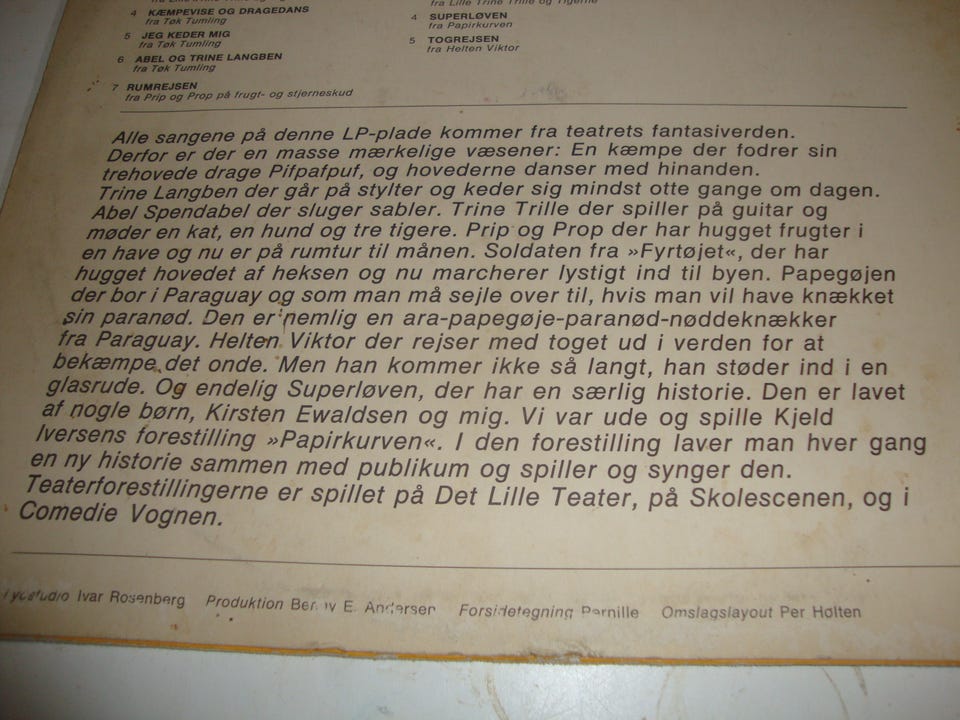 4 KÆMPEVISE OG DRAGEDANS
fra Tøk Tumling
5 JEG KEDER MIG
fra Tøk Tumling
6 ABEL OG TRINE LANGBEN
fra Tøk Tumling
7 RUMREJSEN
fra Prip og Prop på frugt- og stjerneskud
fra Lille Trine Trille og Tigerne
4 SUPERLØVEN
fra Papirkurven
5 TOGREJSEN
fra Helten Viktor
Alle sangene på denne LP-plade kommer fra teatrets fantasiverden.
Derfor er der en masse mærkelige væsener: En kæmpe der fodrer sin
trehovede drage Pifpafpuf, og hovederne danser med hinanden.
Trine Langben der går på stylter og keder sig mindst otte gange om dagen.
Abel Spendabel der sluger sabler. Trine Trille der spiller på guitar og
møder en kat, en hund og tre tigere. Prip og Prop der har hugget frugter i
en have og nu er på rumtur til månen. Soldaten fra »Fyrtøjet«, der har
hugget hovedet af heksen og nu marcherer lystigt ind til byen. Papegøjen
der bor i Paraguay og som man må sejle over til, hvis man vil have knækket
sin paranød. Den er nemlig en ara-papegøje-paranød-nøddeknækker
fra Paraguay. Helten Viktor der rejser med toget ud i verden for at
bekæmpe det onde. Men han kommer ikke så langt, han støder ind i en
glasrude. Og endelig Superløven, der har en særlig historie. Den er lavet
af nogle børn, Kirsten Ewaldsen og mig. Vi var ude og spille Kjeld
Iversens forestilling »Papirkurven«. I den forestilling laver man hver gang
en ny historie sammen med publikum og spiller og synger den.
Teaterforestillingerne er spillet på Det Lille Teater, på Skolescenen, og i
Comedie Vognen.
Ivar Rosenberg Produktion Benny E. Andersen Forsidetegning Pernille Omslagslayout Per Holten